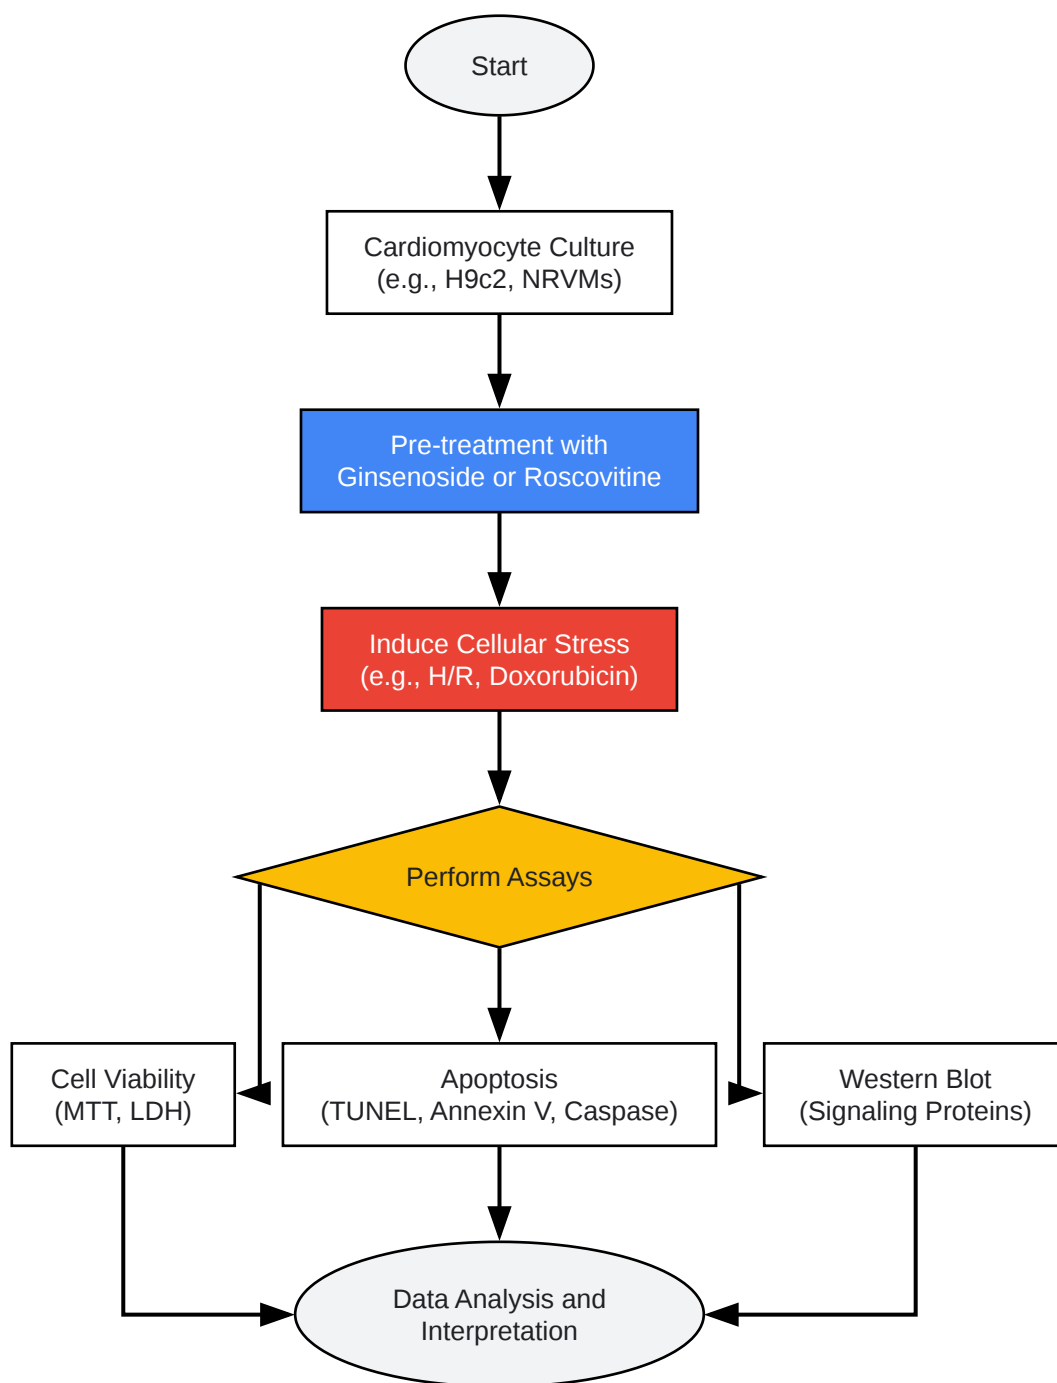 Start
Cardiomyocyte Culture
(e.g., H9c2, NRVMs)
Pre-treatment with
Ginsenoside or Roscovitine
Induce Cellular Stress
(e.g., H/R, Doxorubicin)
Perform Assays
Cell Viability
(MTT, LDH)
Apoptosis
(TUNEL, Annexin V, Caspase)
Western Blot
(Signaling Proteins)
Data Analysis and
Interpretation